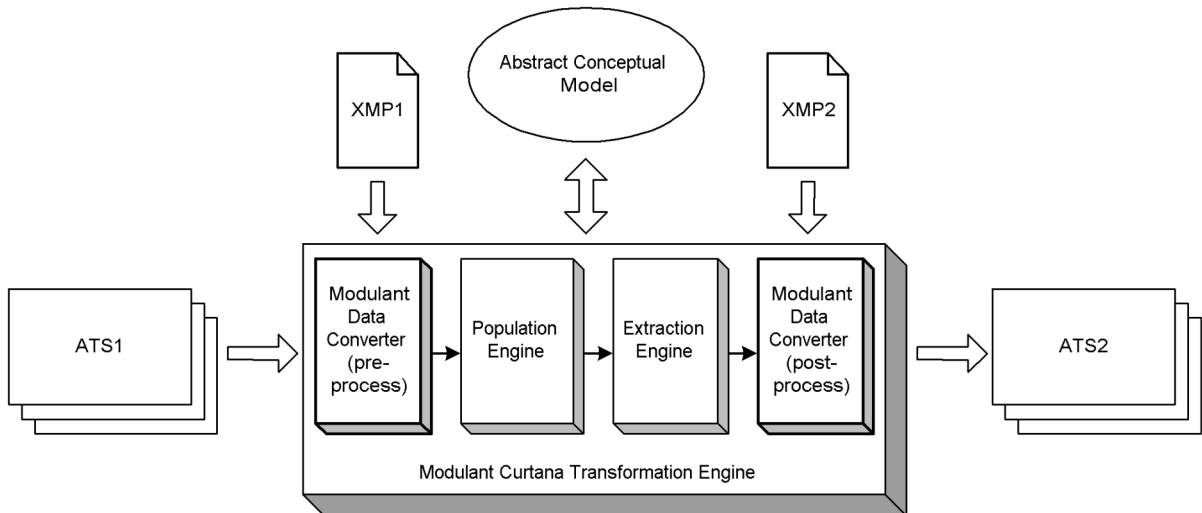 Abstract Conceptual
Model
XMP1
XMP2
ATS1
Modulant
Data
Converter
(pre-
process)
Population
Engine
Extraction
Engine
Modulant
Data
Converter
(post-
process)
ATS2
Modulant Curtana Transformation Engine